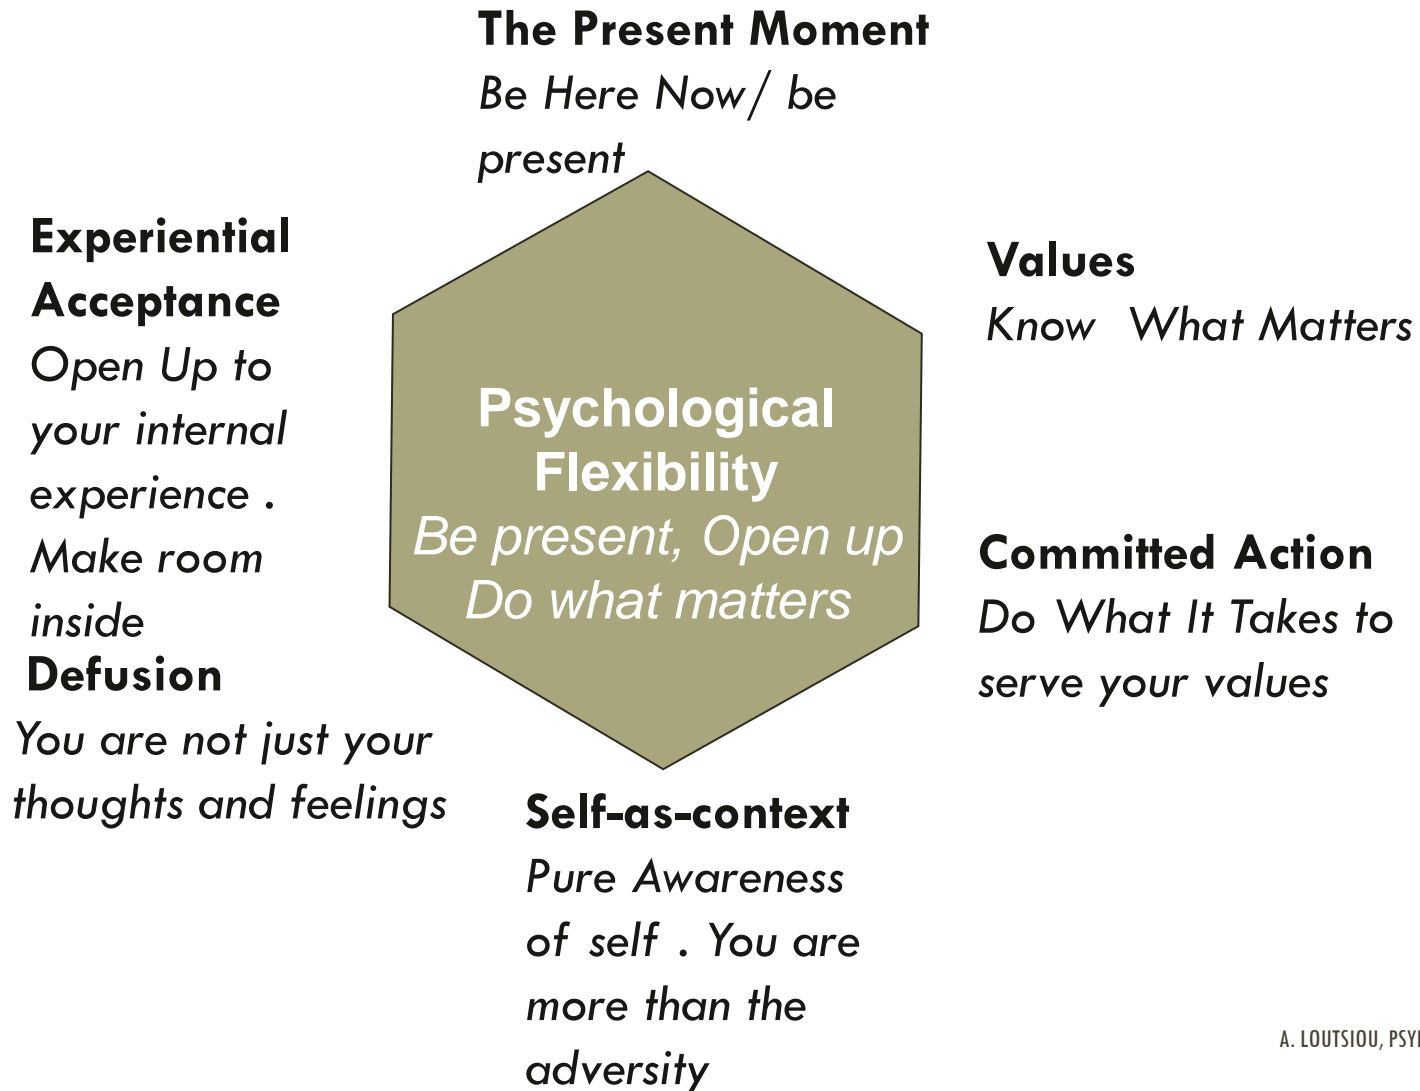 The Present Moment
Be Here Now/ be
present
Experiential
Acceptance
Open Up to
your internal
experience .
Make room
inside
Defusion
You are not just your
thoughts and feelings
Psychological
Flexibility
Be present, Open up
Do what matters
Values
Know What Matters
Committed Action
Do What It Takes to
serve your values
Self-as-context
Pure Awareness
of self . You are
more than the
adversity
A. LOUTSIOU,